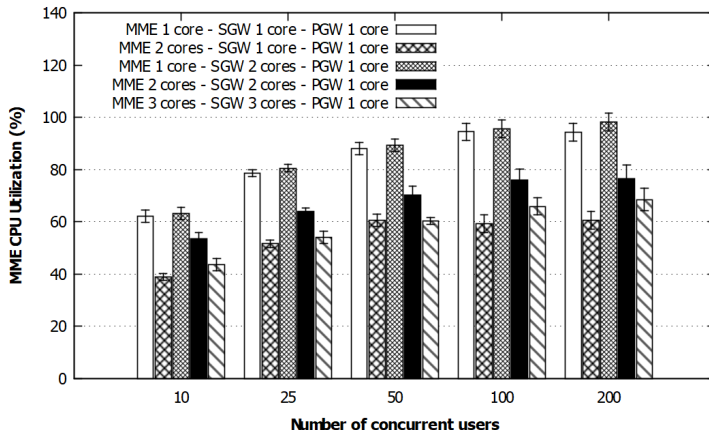 140
120
100
80
60
40
20
0
MME CPU Utilization (%)
MME 1 core - SGW 1 core - PGW 1 core
MME 2 cores - SGW 1 core - PGW 1 core
MME 1 core - SGW 2 cores - PGW 1 core
MME 2 cores - SGW 2 cores - PGW 1 core
MME 3 cores - SGW 3 cores - PGW 1 core
10 25 50 100 200
Number of concurrent users